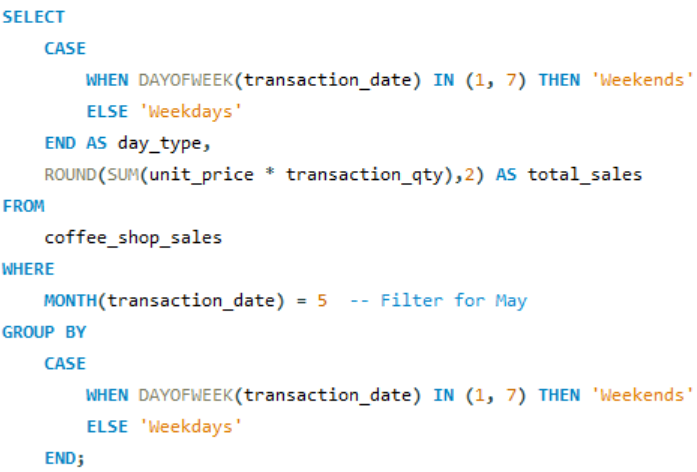 SELECT
    CASE
        WHEN DAYOFWEEK(transaction_date) IN (1, 7) THEN 'Weekends'
        ELSE 'Weekdays'
    END AS day_type,
    ROUND(SUM(unit_price * transaction_qty),2) AS total_sales
FROM
    coffee_shop_sales
WHERE
    MONTH(transaction_date) = 5  -- Filter for May
GROUP BY
    CASE
        WHEN DAYOFWEEK(transaction_date) IN (1, 7) THEN 'Weekends'
        ELSE 'Weekdays'
    END;